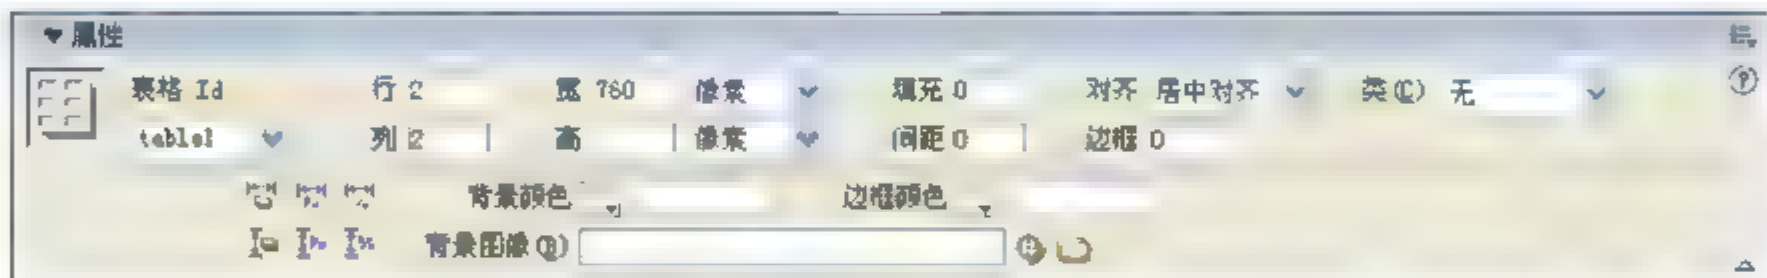 属性
表格 Id 行 2 宽 760 像素 填充 0 对齐 居中对齐 类(C) 无
table1 列 2 高 像素 间距 0 边框 0
背景颜色 边框颜色
背景图像(B)